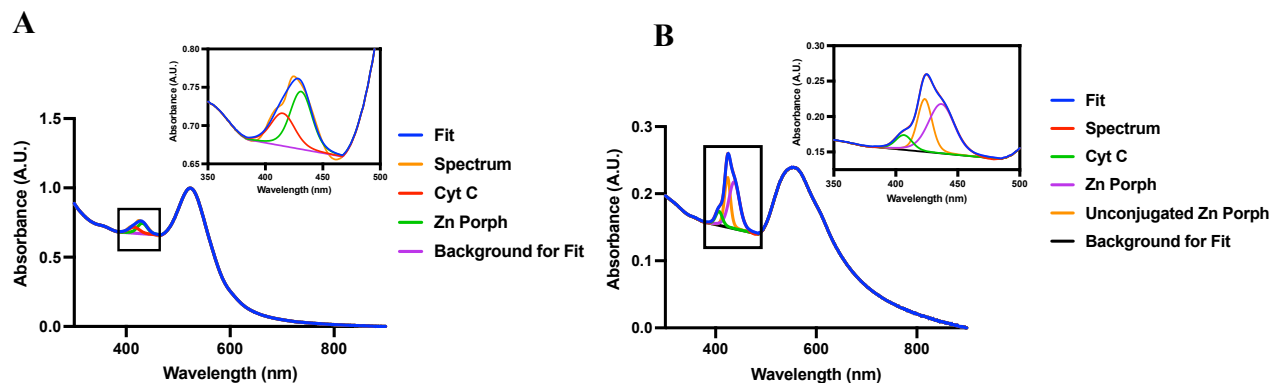 A
Absorbance (A.U.)
1.5
1.0
0.5
0.0
400
600
800
Wavelength (nm)
Absorbance (A.U.)
0.80
0.75
0.70
0.65
350
400
450
500
Wavelength (nm)
Fit
Spectrum
Cyt C
Zn Porph
Background for Fit
B
Absorbance (A.U.)
0.3
0.2
0.1
0.0
400
600
800
Wavelength (nm)
Absorbance (A.U.)
0.30
0.25
0.20
0.15
350
400
450
500
Wavelength (nm)
Fit
Spectrum
Cyt C
Zn Porph
Unconjugated Zn Porph
Background for Fit